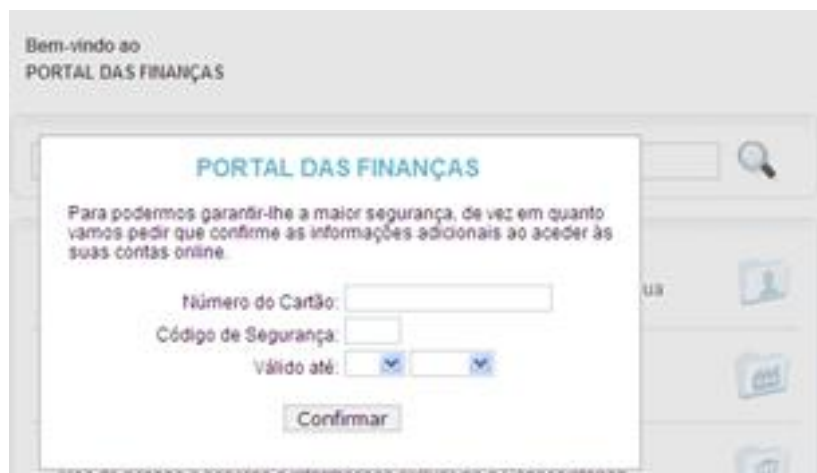 Bem-vindo ao
PORTAL DAS FINANÇAS
PORTAL DAS FINANÇAS
Para podermos garantir-lhe a maior segurança, de vez em quanto
vamos pedir que confirme as informações adicionais ao aceder às
suas contas online.
ua
Número do Cartão:
Código de Segurança:
Válido até:
Confirmar